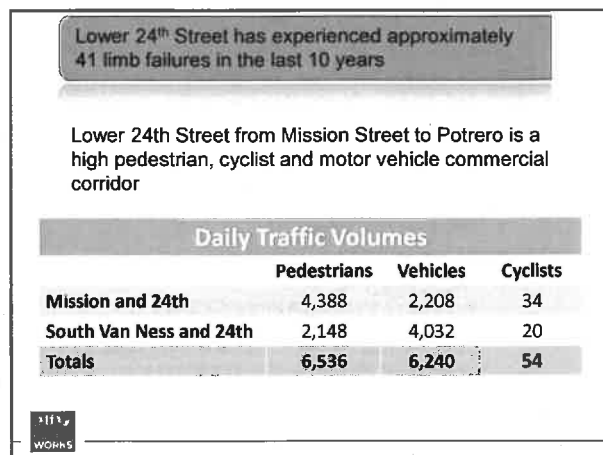 Lower 24th Street has experienced approximately
41 limb failures in the last 10 years
Lower 24th Street from Mission Street to Potrero is a
high pedestrian, cyclist and motor vehicle commercial
corridor
Daily Traffic Volumes
Pedestrians Vehicles Cyclists
Mission and 24th 4,388 2,208 34
South Van Ness and 24th 2,148 4,032 20
Totals 6,536 6,240 54
WORKS